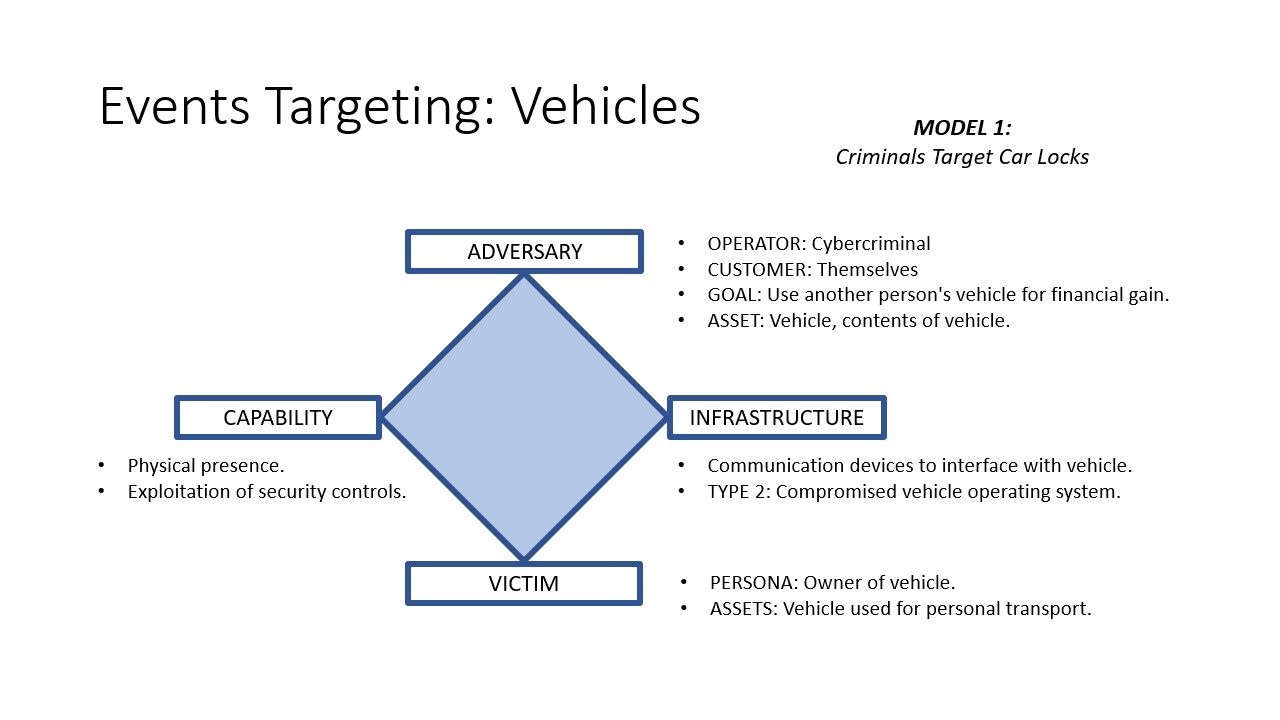 Events Targeting: Vehicles
MODEL 1:
Criminals Target Car Locks
ADVERSARY
• OPERATOR: Cybercriminal
• CUSTOMER: Themselves
• GOAL: Use another person's vehicle for financial gain.
• ASSET: Vehicle, contents of vehicle.
CAPABILITY
• Physical presence.
• Exploitation of security controls.
INFRASTRUCTURE
• Communication devices to interface with vehicle.
• TYPE 2: Compromised vehicle operating system.
VICTIM
• PERSONA: Owner of vehicle.
• ASSETS: Vehicle used for personal transport.